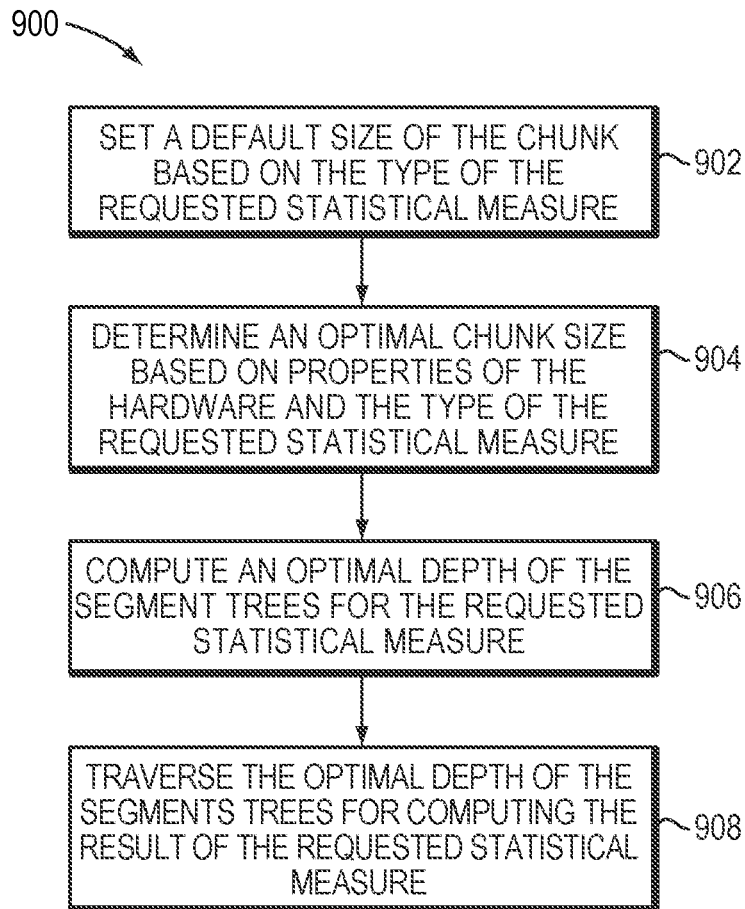 900
SET A DEFAULT SIZE OF THE CHUNK
BASED ON THE TYPE OF THE
REQUESTED STATISTICAL MEASURE
902
DETERMINE AN OPTIMAL CHUNK SIZE
BASED ON PROPERTIES OF THE
HARDWARE AND THE TYPE OF THE
REQUESTED STATISTICAL MEASURE
904
COMPUTE AN OPTIMAL DEPTH OF THE
SEGMENT TREES FOR THE REQUESTED
STATISTICAL MEASURE
906
TRAVERSE THE OPTIMAL DEPTH OF THE
SEGMENTS TREES FOR COMPUTING THE
RESULT OF THE REQUESTED STATISTICAL
MEASURE
908